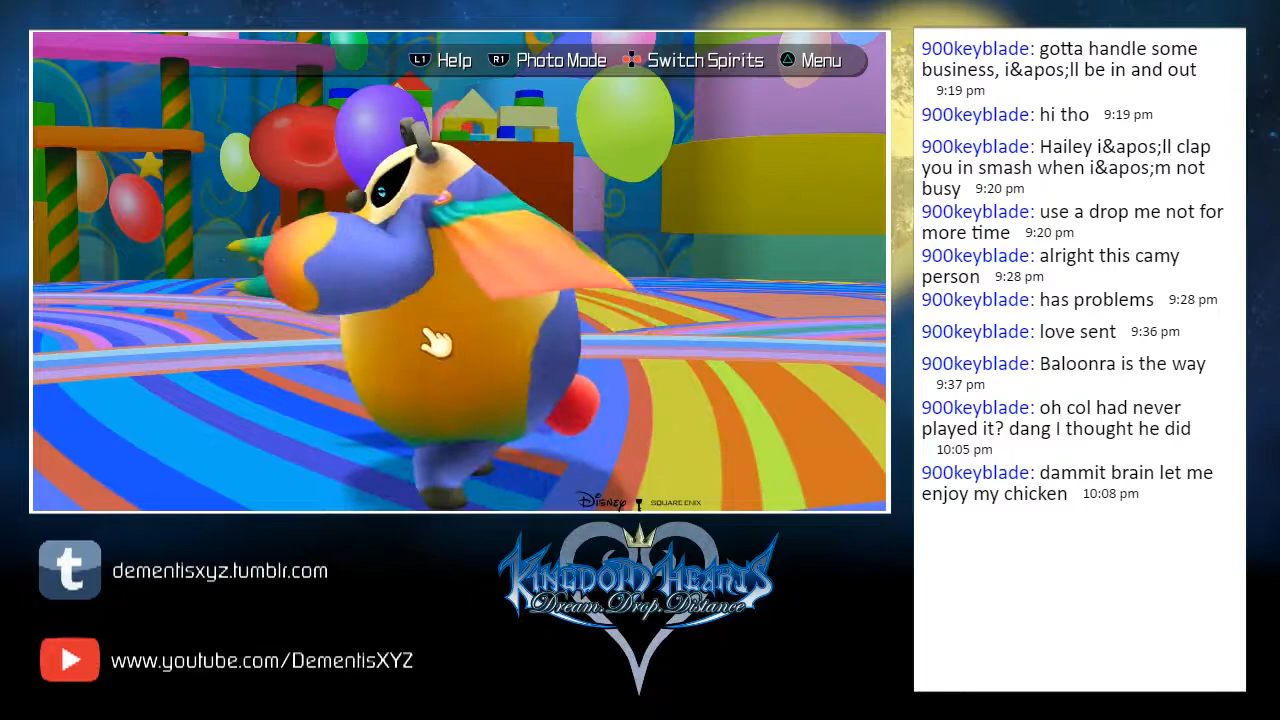 L1 Help R1 Photo Mode Switch Spirits Menu
Disney SQUARE ENIX
t dementisxyz.tumblr.com
www.youtube.com/DementisXYZ
KINGDOM HEARTS
Dream.Drop.Distance
900keyblade: gotta handle some
business, i&apos;ll be in and out
9:19 pm
900keyblade: hi tho 9:19 pm
900keyblade: Hailey i&apos;ll clap
you in smash when i&apos;m not
busy 9:20 pm
900keyblade: use a drop me not for
more time 9:20 pm
900keyblade: alright this camy
person 9:28 pm
900keyblade: has problems 9:28 pm
900keyblade: love sent 9:36 pm
900keyblade: Baloonra is the way
9:37 pm
900keyblade: oh col had never
played it? dang I thought he did
10:05 pm
900keyblade: dammit brain let me
enjoy my chicken 10:08 pm